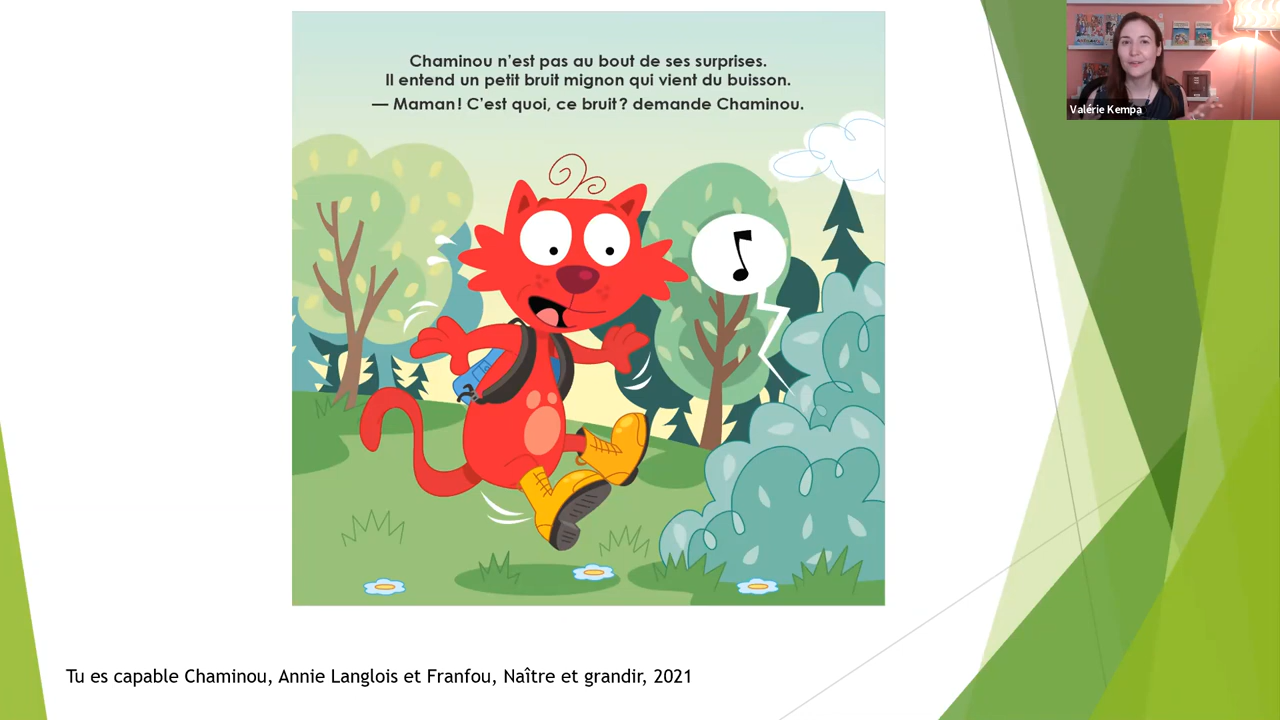 Chaminou n'est pas au bout de ses surprises.
Il entend un petit bruit mignon qui vient du buisson.
— Maman! C'est quoi, ce bruit? demande Chaminou.
Valérie Kempa
Tu es capable Chaminou, Annie Langlois et Franfou, Naître et grandir, 2021